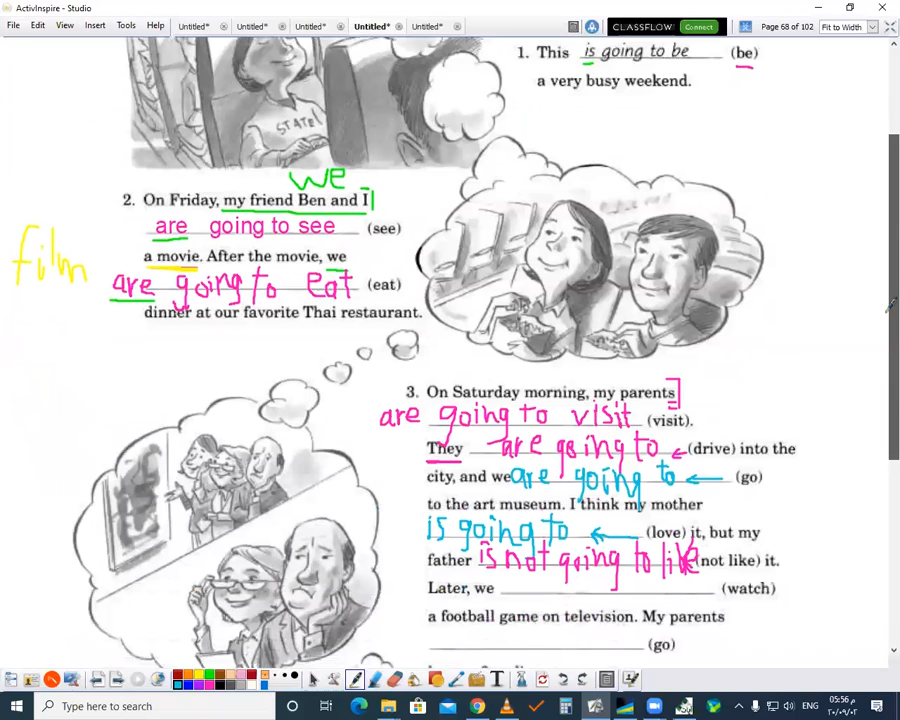 ActivInspire - Studio
File Edit View Insert Tools Help Untitled* Untitled* Untitled* Untitled* Untitled* CLASSFLOW Connect Page 68 of 102 Fit to Width
1. This is going to be (be)
a very busy weekend.
STATE
we
2. On Friday, my friend Ben and I
are going to see (see)
film
a movie. After the movie, we
are going to eat (eat)
dinner at our favorite Thai restaurant.
3. On Saturday morning, my parents
are going to visit (visit).
They are going to (drive) into the
city, and we are going to (go)
to the art museum. I think my mother
is going to (love) it, but my
father is not going to like (not like) it.
Later, we (watch)
a football game on television. My parents
(go)
Type here to search
05:56 م
ENG